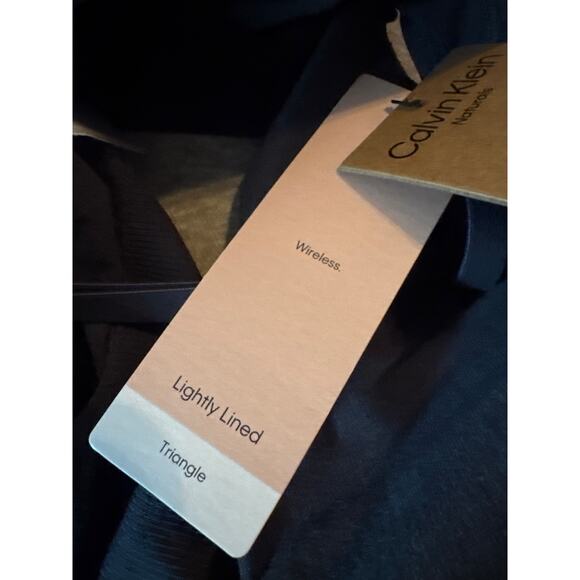 Calvin Klein
Naturals
Wireless.
Lightly Lined
Triangle